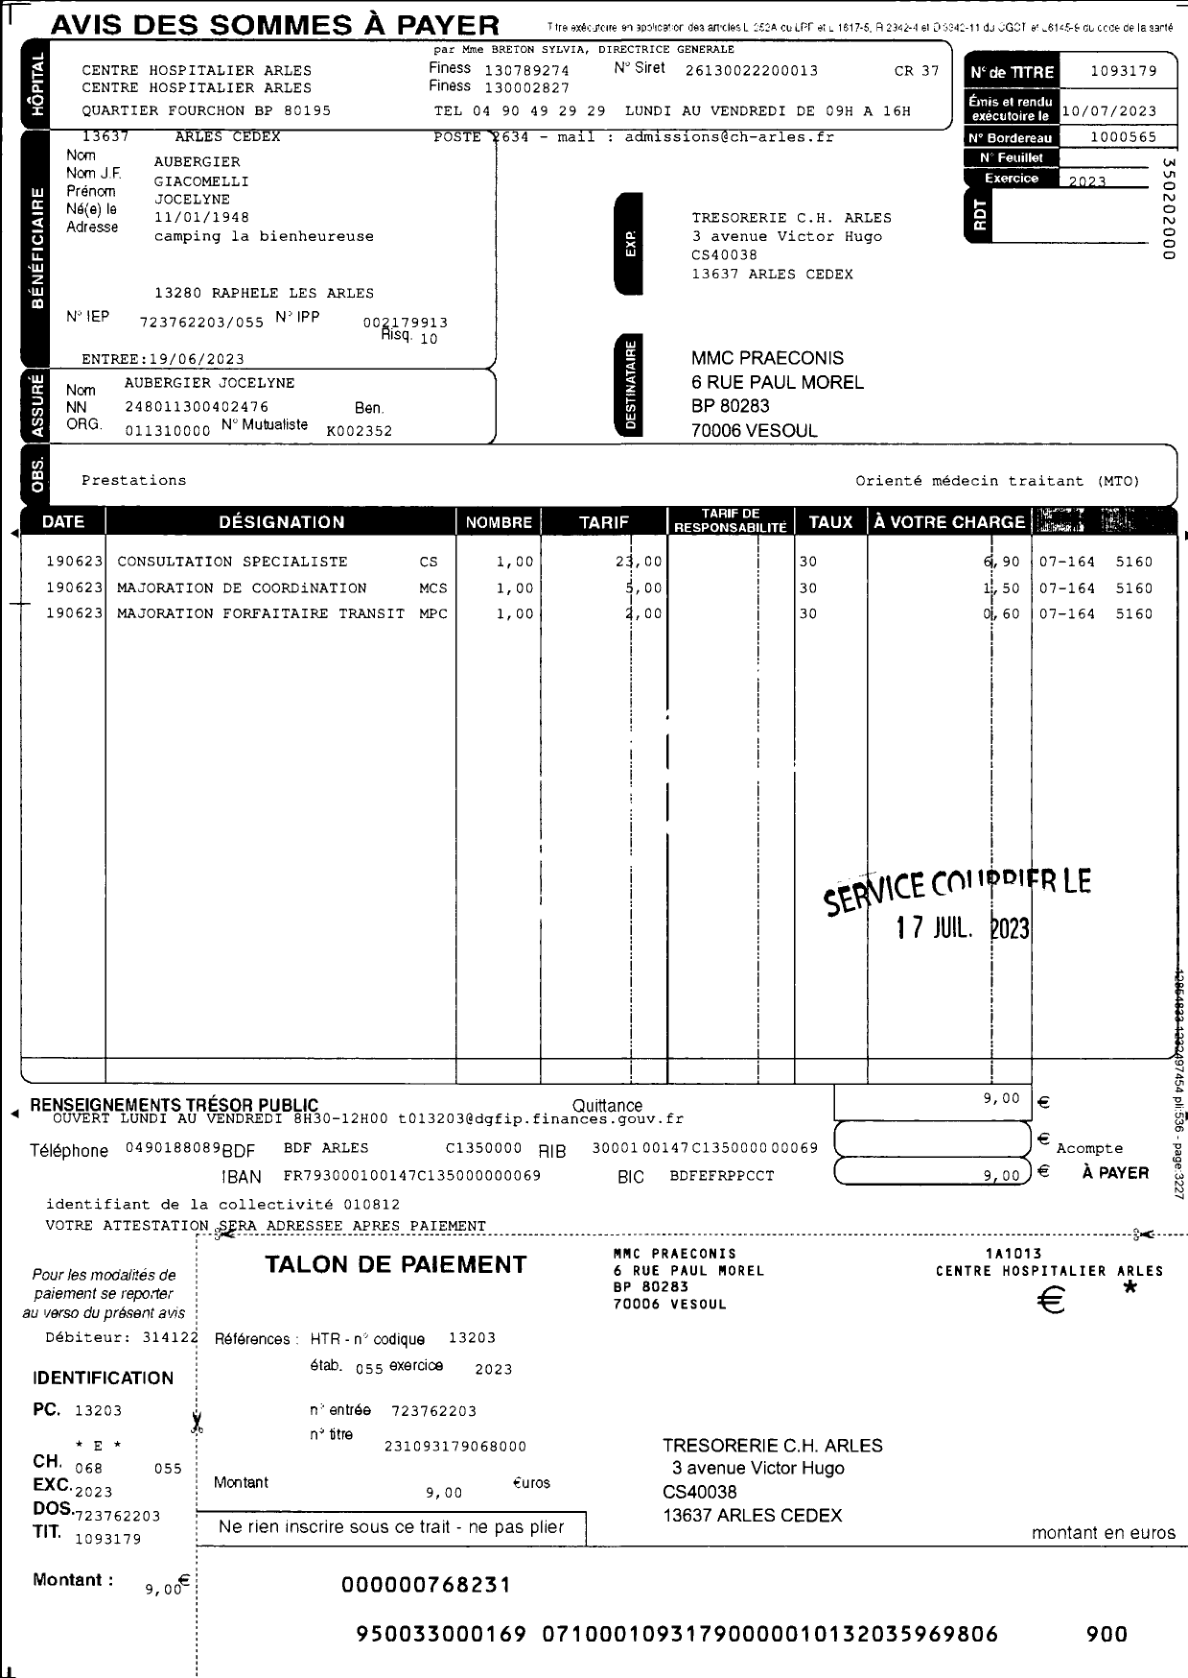 AVIS DES SOMMES À PAYER
Titre exécutoire en application des articles L 252A du LPF et L 1617-5, R 2342-4 et D 3342-11 du CGCT et L6145-9 du code de la santé
par Mme BRETON SYLVIA, DIRECTRICE GENERALE
HÔPITAL
CENTRE HOSPITALIER ARLES Finess 130789274 N° Siret 26130022200013 CR 37
CENTRE HOSPITALIER ARLES Finess 130002827
QUARTIER FOURCHON BP 80195 TEL 04 90 49 29 29 LUNDI AU VENDREDI DE 09H A 16H
13637 ARLES CEDEX POSTE 2634 - mail : admissions@ch-arles.fr
N° de TITRE 1093179
Émis et rendu exécutoire le 10/07/2023
N° Bordereau 1000565
N° Feuillet
Exercice 2023
RDT
350202000
BÉNÉFICIAIRE
Nom AUBERGIER
Nom J.F. GIACOMELLI
Prénom JOCELYNE
Né(e) le 11/01/1948
Adresse camping la bienheureuse
13280 RAPHELE LES ARLES
N° IEP 723762203/055 N° IPP 002179913
Risq. 10
ENTREE:19/06/2023
EXP.
TRESORERIE C.H. ARLES
3 avenue Victor Hugo
CS40038
13637 ARLES CEDEX
DESTINATAIRE
MMC PRAECONIS
6 RUE PAUL MOREL
BP 80283
70006 VESOUL
ASSURÉ
Nom AUBERGIER JOCELYNE
NN 248011300402476 Ben.
ORG. 011310000 N° Mutualiste K002352
OBS.
Prestations Orienté médecin traitant (MTO)
DATE DÉSIGNATION NOMBRE TARIF TARIF DE RESPONSABILITÉ TAUX À VOTRE CHARGE
190623 CONSULTATION SPECIALISTE CS 1,00 23,00 30 6,90 07-164 5160
190623 MAJORATION DE COORDiNATION MCS 1,00 5,00 30 1,50 07-164 5160
190623 MAJORATION FORFAITAIRE TRANSIT MPC 1,00 2,00 30 0,60 07-164 5160
SERVICE COURRIER LE
17 JUIL. 2023
12854833 1232497454 pli:536 - page:3227
RENSEIGNEMENTS TRÉSOR PUBLIC Quittance 9,00 €
OUVERT LUNDI AU VENDREDI 8H30-12H00 t013203@dgfip.finances.gouv.fr
€ Acompte
Téléphone 0490188089 BDF BDF ARLES C1350000 RIB 30001 00147C135000000069
IBAN FR793000100147C135000000069 BIC BDFEFRPPCCT 9,00 € À PAYER
identifiant de la collectivité 010812
VOTRE ATTESTATION SERA ADRESSEE APRES PAIEMENT
Pour les modalités de
paiement se reporter
au verso du présent avis
Débiteur: 314122
IDENTIFICATION
PC. 13203
* E *
CH. 068 055
EXC. 2023
DOS. 723762203
TIT. 1093179
Montant : 9,00€
TALON DE PAIEMENT
MMC PRAECONIS
6 RUE PAUL MOREL
BP 80283
70006 VESOUL
1A1013
CENTRE HOSPITALIER ARLES
€ *
Références : HTR - n° codique 13203
étab. 055 exercice 2023
n° entrée 723762203
n° titre 231093179068000
Montant 9,00 €uros
TRESORERIE C.H. ARLES
3 avenue Victor Hugo
CS40038
13637 ARLES CEDEX
Ne rien inscrire sous ce trait - ne pas plier
montant en euros
000000768231
950033000169 07100010931790000010132035969806 900